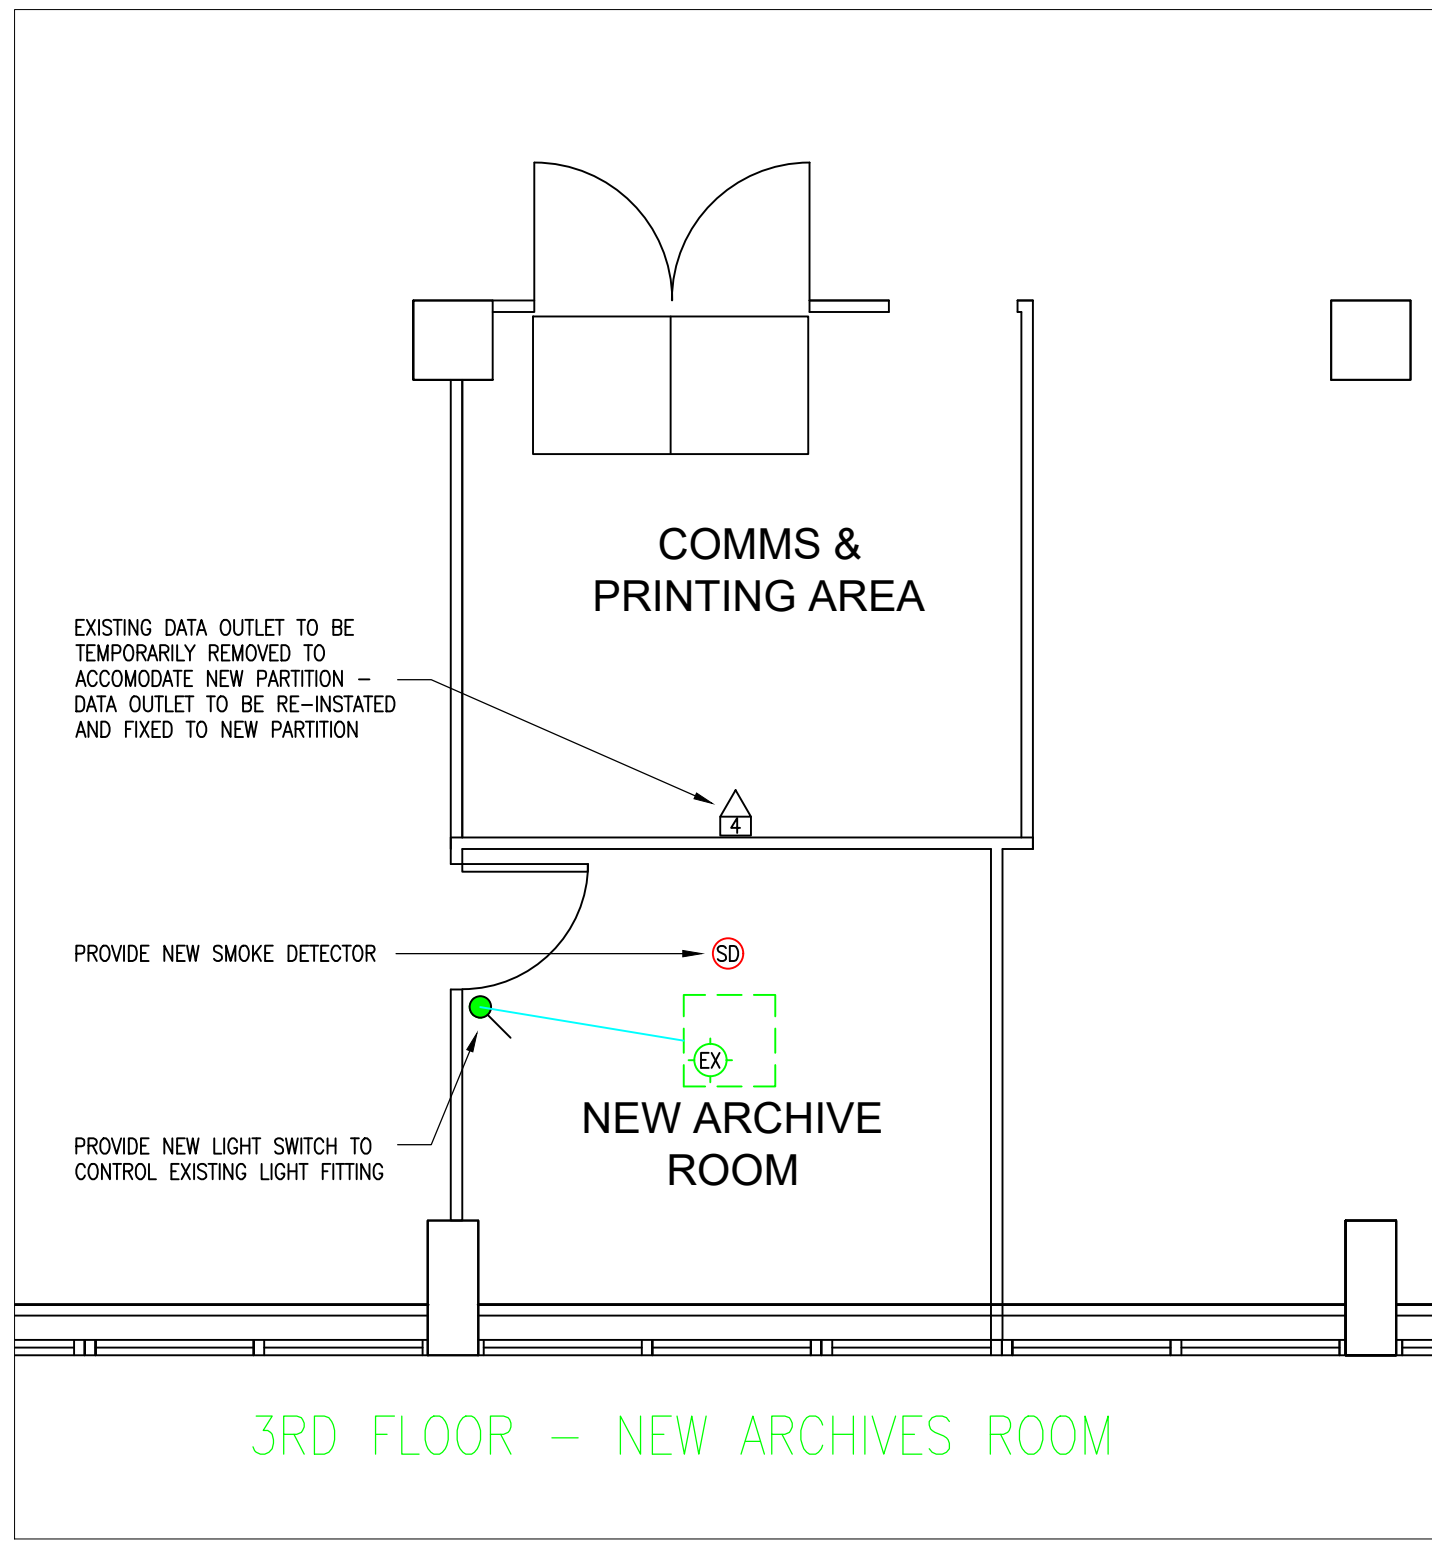 COMMS &
PRINTING AREA
EXISTING DATA OUTLET TO BE
TEMPORARILY REMOVED TO
ACCOMODATE NEW PARTITION –
DATA OUTLET TO BE RE–INSTATED
AND FIXED TO NEW PARTITION
4
PROVIDE NEW SMOKE DETECTOR
SD
EX
NEW ARCHIVE
ROOM
PROVIDE NEW LIGHT SWITCH TO
CONTROL EXISTING LIGHT FITTING
3RD FLOOR – NEW ARCHIVES ROOM